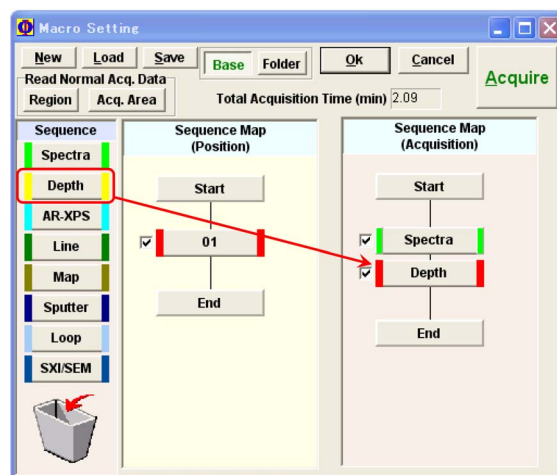 Macro Setting
New Load Save Base Folder Ok Cancel Acquire
Read Normal Acq. Data
Region Acq. Area Total Acquisition Time (min) 2.09
Sequence
Spectra
Depth
AR-XPS
Line
Map
Sputter
Loop
SXI/SEM
Sequence Map
(Position)
Start
01
End
Sequence Map
(Acquisition)
Start
Spectra
Depth
End